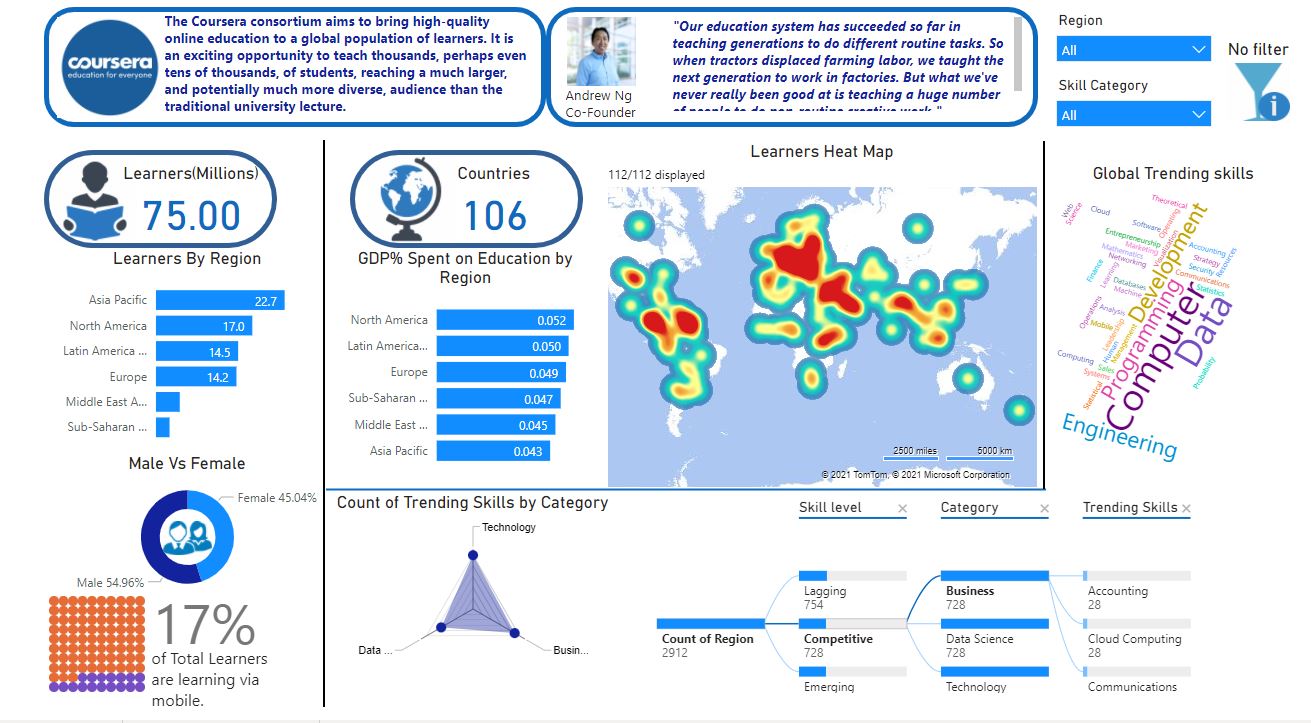 coursera
education for everyone
The Coursera consortium aims to bring high-quality
online education to a global population of learners. It is
an exciting opportunity to teach thousands, perhaps even
tens of thousands, of students, reaching a much larger,
and potentially much more diverse, audience than the
traditional university lecture.
Andrew Ng
Co-Founder
"Our education system has succeeded so far in
teaching generations to do different routine tasks. So
when tractors displaced farming labor, we taught the
next generation to work in factories. But what we've
never really been good at is teaching a huge number
of people to do non-routine creative work."
Region
All
Skill Category
All
No filter
i
Learners(Millions)
75.00
Learners By Region
Asia Pacific 22.7
North America 17.0
Latin America ... 14.5
Europe 14.2
Middle East A...
Sub-Saharan ...
Male Vs Female
Female 45.04%
Male 54.96%
17%
of Total Learners
are learning via
mobile.
Countries
106
GDP% Spent on Education by
Region
North America 0.052
Latin America... 0.050
Europe 0.049
Sub-Saharan ... 0.047
Middle East ... 0.045
Asia Pacific 0.043
Learners Heat Map
112/112 displayed
2500 miles 5000 km
© 2021 TomTom, © 2021 Microsoft Corporation
Global Trending skills
Theoretical
Web
Science
Cloud
Operating
Software
Development
Entrepreneurship
Marketing
Visualization
Accounting
Mathematics
Networking
Strategy
Resources
Security
Finance
Learning
Communications
Databases
Machine
Statistics
Operations
Analysis
Mobile
Leadership
Human
Management
Programming
Computer
Data
Computing
Sales
Systems
Probability
Statistical
Engineering
Count of Trending Skills by Category
Technology
Data ...
Busin...
Skill level
Category
Trending Skills
Count of Region
2912
Lagging
754
Competitive
728
Emerging
Business
728
Data Science
728
Technology
Accounting
28
Cloud Computing
28
Communications